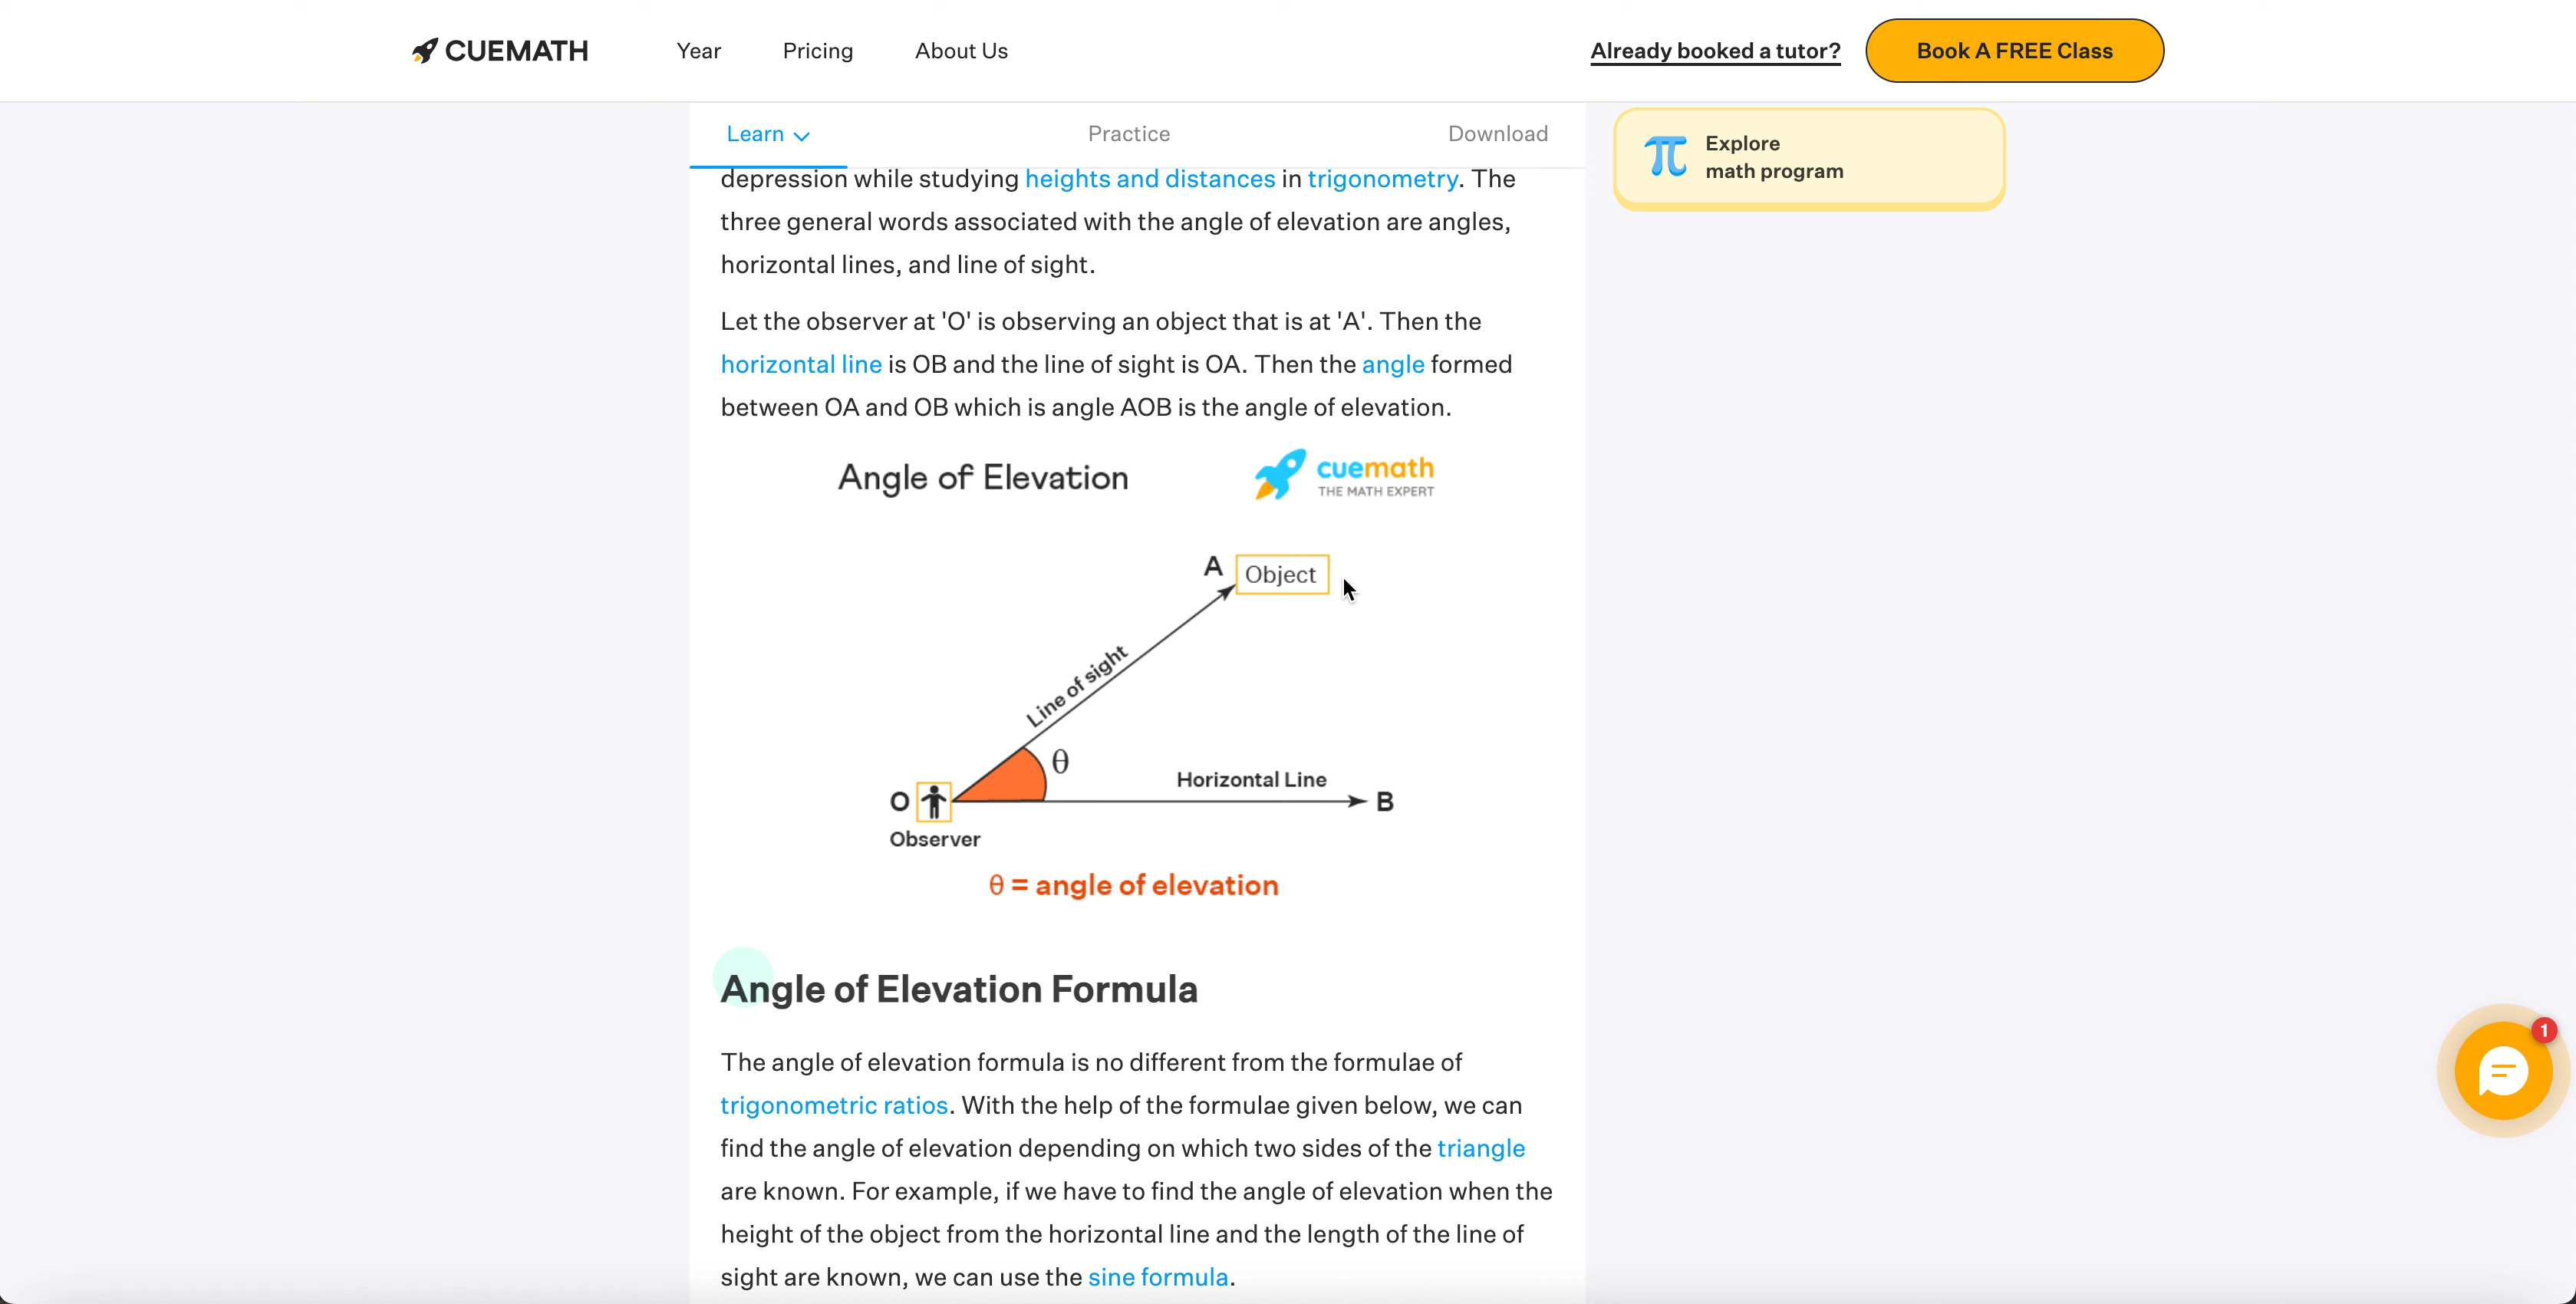 CUEMATH
Year
Pricing
About Us
Already booked a tutor?
Book A FREE Class
Learn
Practice
Download
Explore
math program
depression while studying heights and distances in trigonometry. The
three general words associated with the angle of elevation are angles,
horizontal lines, and line of sight.
Let the observer at 'O' is observing an object that is at 'A'. Then the
horizontal line is OB and the line of sight is OA. Then the angle formed
between OA and OB which is angle AOB is the angle of elevation.
Angle of Elevation
cuemath
THE MATH EXPERT
A
Object
Line of sight
θ
Horizontal Line
O
B
Observer
θ = angle of elevation
Angle of Elevation Formula
The angle of elevation formula is no different from the formulae of
trigonometric ratios. With the help of the formulae given below, we can
find the angle of elevation depending on which two sides of the triangle
are known. For example, if we have to find the angle of elevation when the
height of the object from the horizontal line and the length of the line of
sight are known, we can use the sine formula.
1